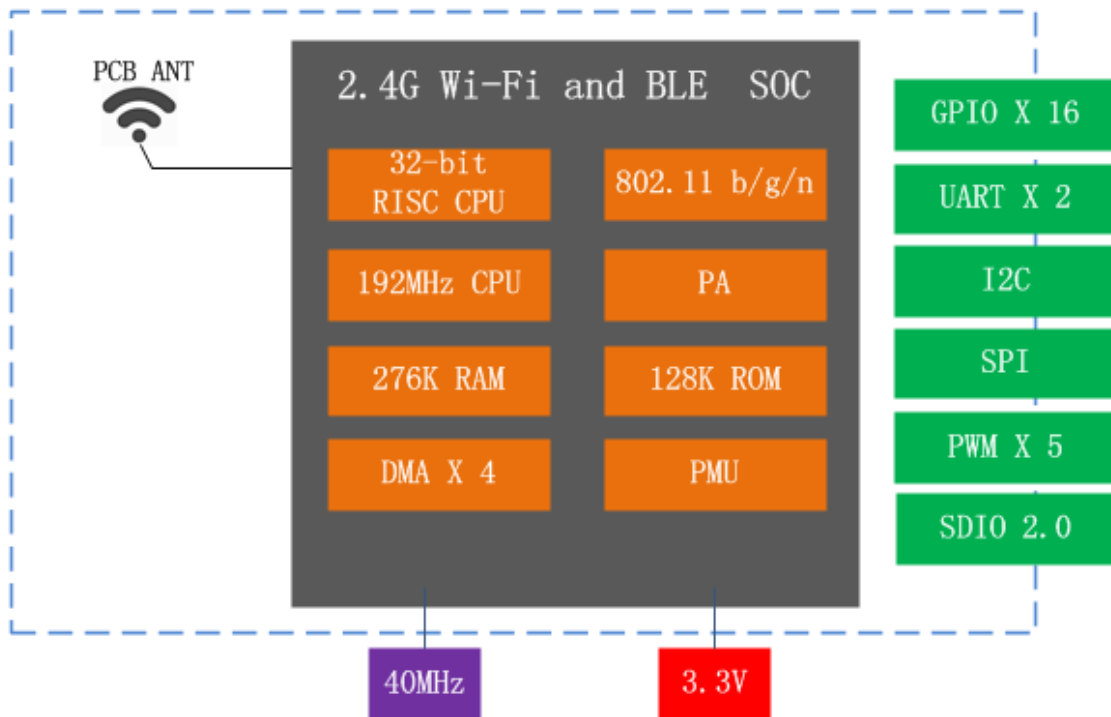 PCB ANT
2.4G Wi-Fi and BLE SOC
32-bit
RISC CPU
802.11 b/g/n
192MHz CPU
PA
276K RAM
128K ROM
DMA X 4
PMU
GPIO X 16
UART X 2
I2C
SPI
PWM X 5
SDIO 2.0
40MHz
3.3V